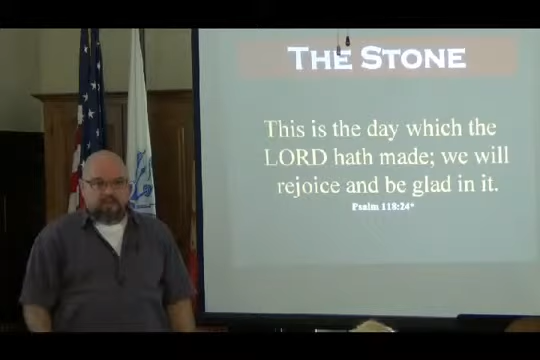 THE STONE
This is the day which the
LORD hath made; we will
rejoice and be glad in it.
Psalm 118:24*